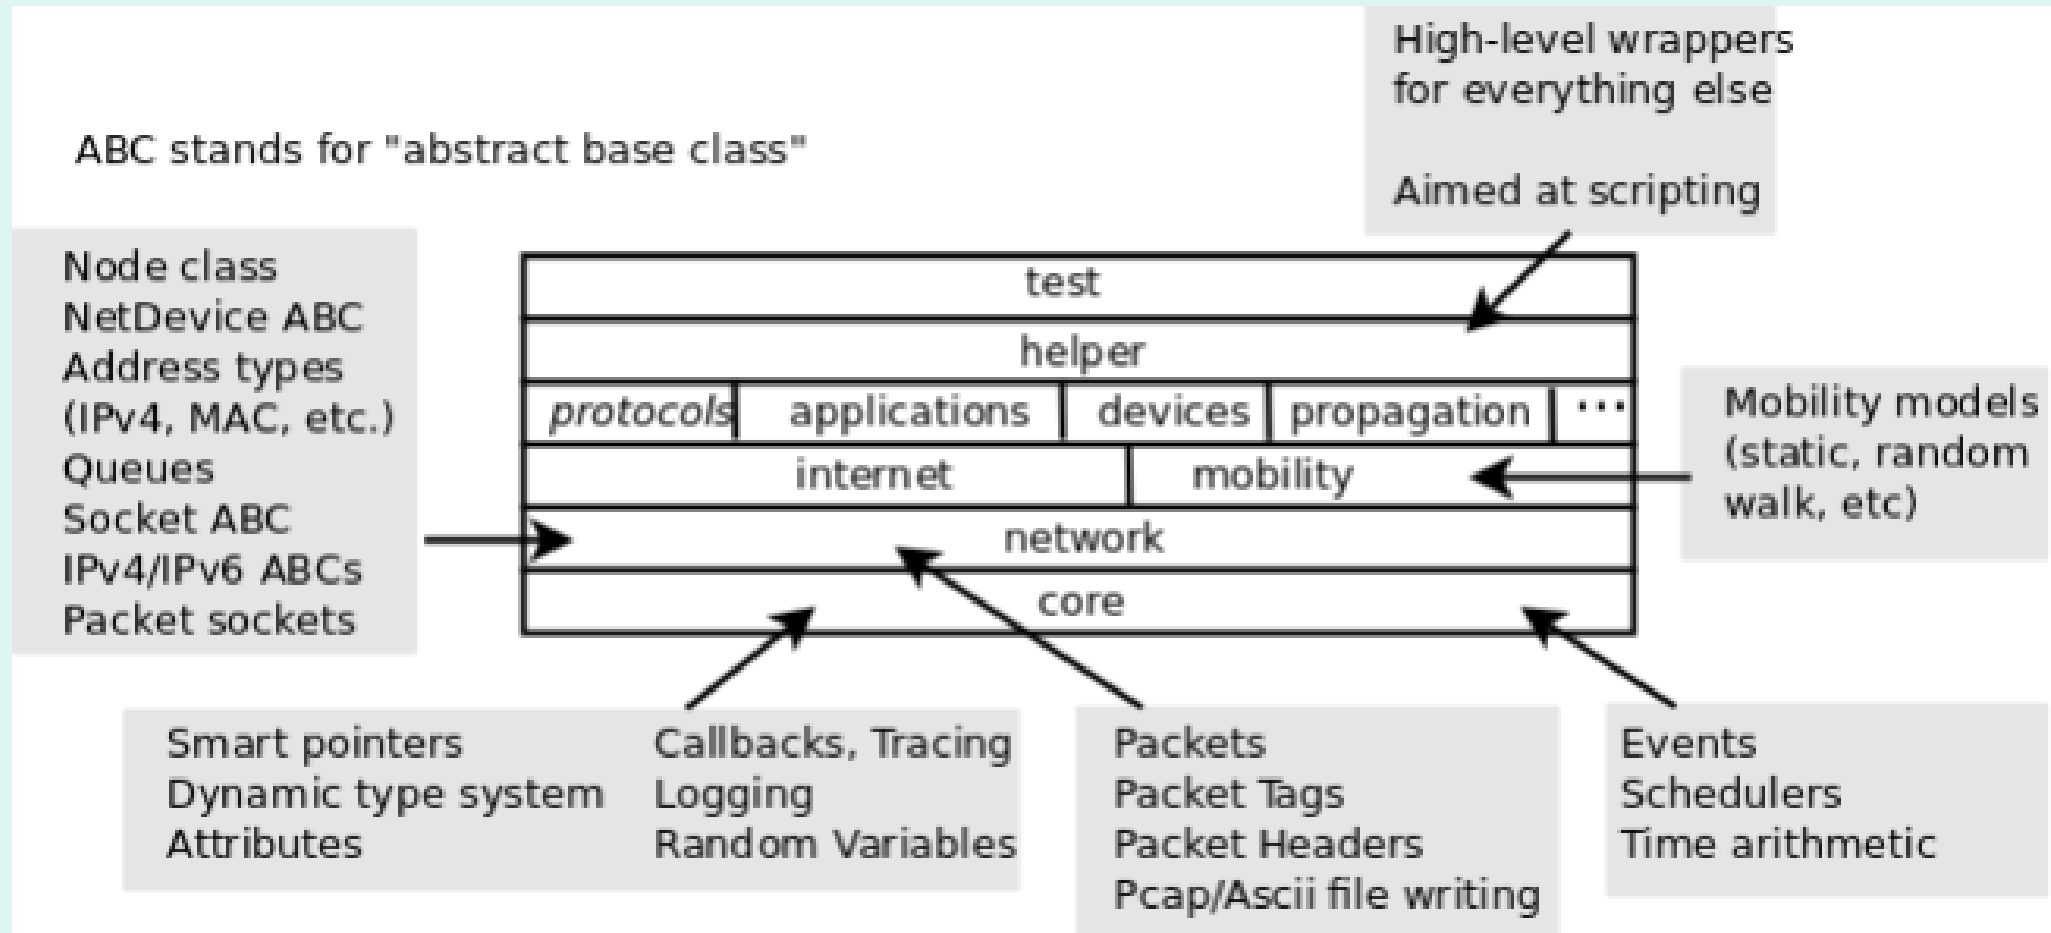 High-level wrappers
for everything else
Aimed at scripting
ABC stands for "abstract base class"
Node class
NetDevice ABC
Address types
(IPv4, MAC, etc.)
Queues
Socket ABC
IPv4/IPv6 ABCs
Packet sockets
test
helper
protocols applications devices propagation ...
internet mobility
network
core
Mobility models
(static, random
walk, etc)
Smart pointers Callbacks, Tracing
Dynamic type system Logging
Attributes Random Variables
Packets
Packet Tags
Packet Headers
Pcap/Ascii file writing
Events
Schedulers
Time arithmetic